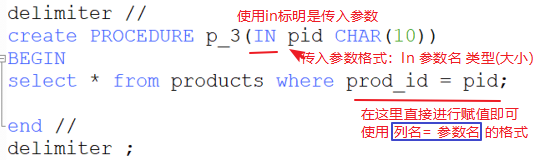 delimiter //
使用in标明是传入参数
create PROCEDURE p_3(IN pid CHAR(10))
BEGIN
传入参数格式：In 参数名 类型(大小)
select * from products where prod_id = pid;
在这里直接进行赋值即可
使用 列名= 参数名 的格式
end //
delimiter ;